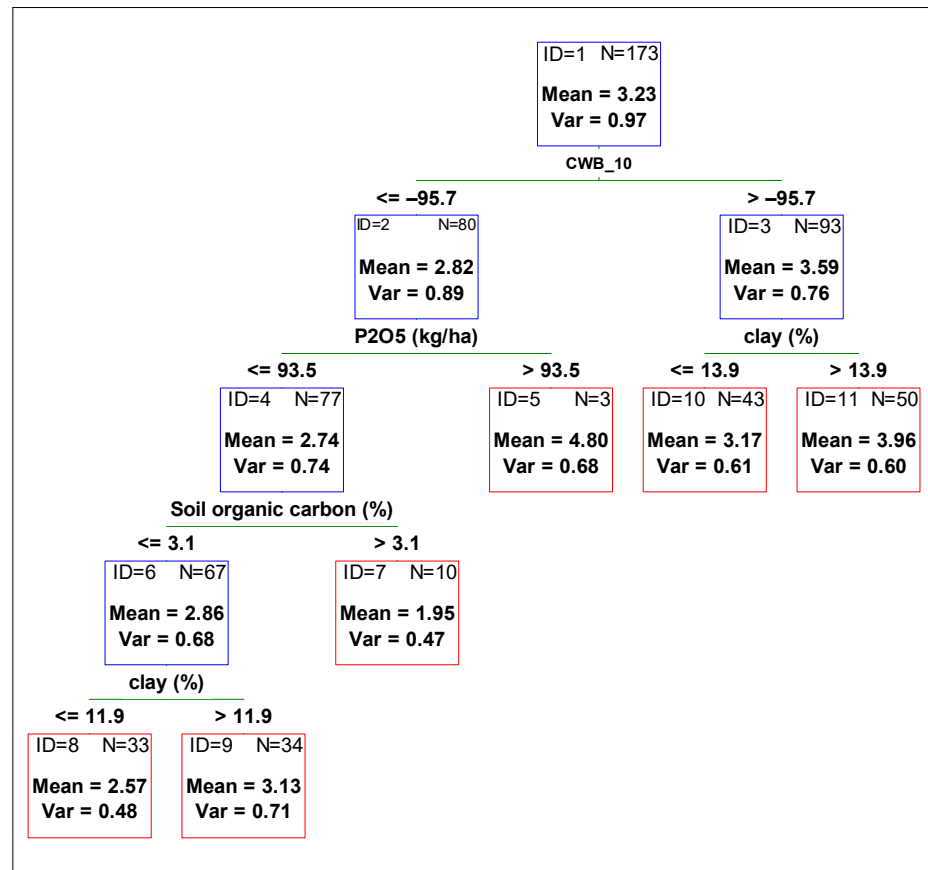 ID=1 N=173
Mean = 3.23
Var = 0.97
CWB_10
<= –95.7 > –95.7
ID=2 N=80 ID=3 N=93
Mean = 2.82 Mean = 3.59
Var = 0.89 Var = 0.76
P2O5 (kg/ha) clay (%)
<= 93.5 > 93.5 <= 13.9 > 13.9
ID=4 N=77 ID=5 N=3 ID=10 N=43 ID=11 N=50
Mean = 2.74 Mean = 4.80 Mean = 3.17 Mean = 3.96
Var = 0.74 Var = 0.68 Var = 0.61 Var = 0.60
Soil organic carbon (%)
<= 3.1 > 3.1
ID=6 N=67 ID=7 N=10
Mean = 2.86 Mean = 1.95
Var = 0.68 Var = 0.47
clay (%)
<= 11.9 > 11.9
ID=8 N=33 ID=9 N=34
Mean = 2.57 Mean = 3.13
Var = 0.48 Var = 0.71